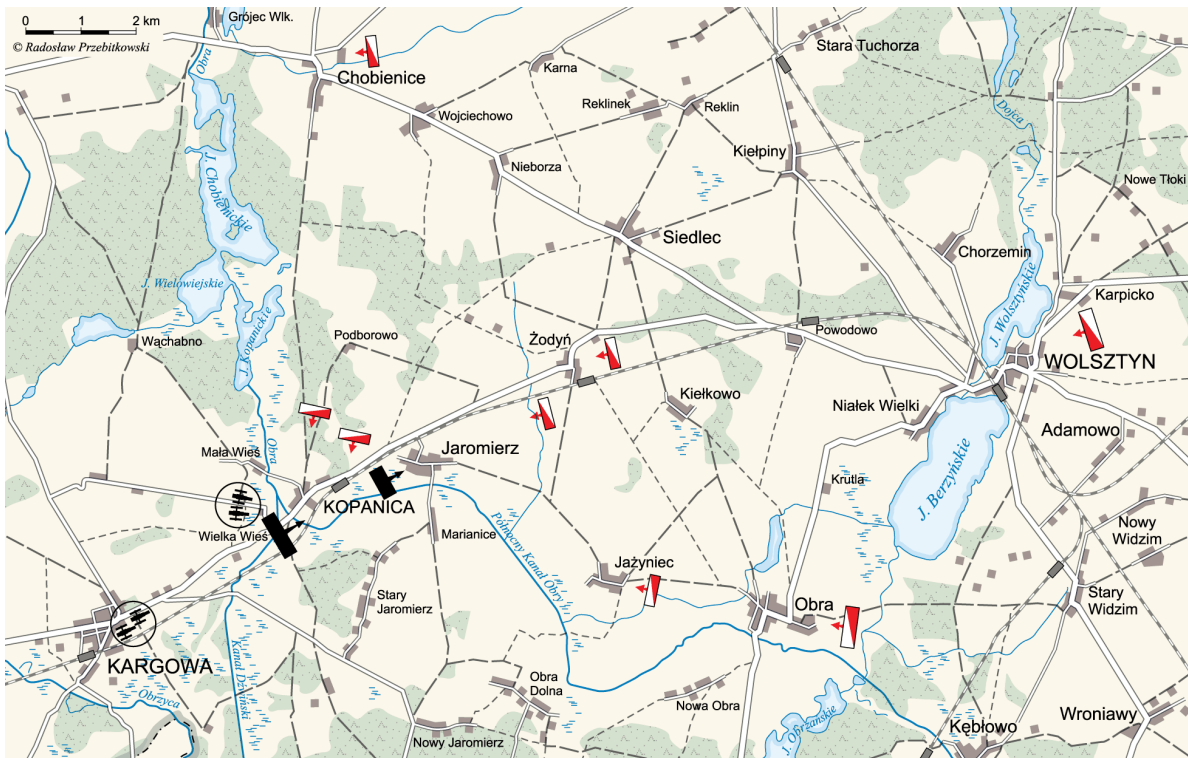 0 1 2 km
© Radosław Przebitkowski
Grójec Wlk.
Obra
Chobienice
Karna
Stara Tuchorza
Wojciechowo
Reklinek
Reklin
Dojca
J. Chobienickie
Nieborza
Kiełpiny
Nowe Tłoki
Siedlec
Chorzemin
J. Wielowiejskie
J. Wolsztyńskie
Karpicko
J. Kopanickie
Wąchabno
Podborowo
Żodyń
Powodowo
WOLSZTYN
Kiełkowo
Niałek Wielki
Adamowo
Obra
Mała Wieś
Jaromierz
J. Berzyńskie
Krutla
KOPANICA
Wielka Wieś
Marianice
Północny Kanał Obry
Nowy
Widzim
Jażyniec
Stary
Jaromierz
Obra
Stary
Widzim
KARGOWA
Kanał Dźwiński
Obrzyca
Obra
Dolna
Nowa Obra
J. Obrzańskie
Wroniawy
Kębłowo
Nowy Jaromierz